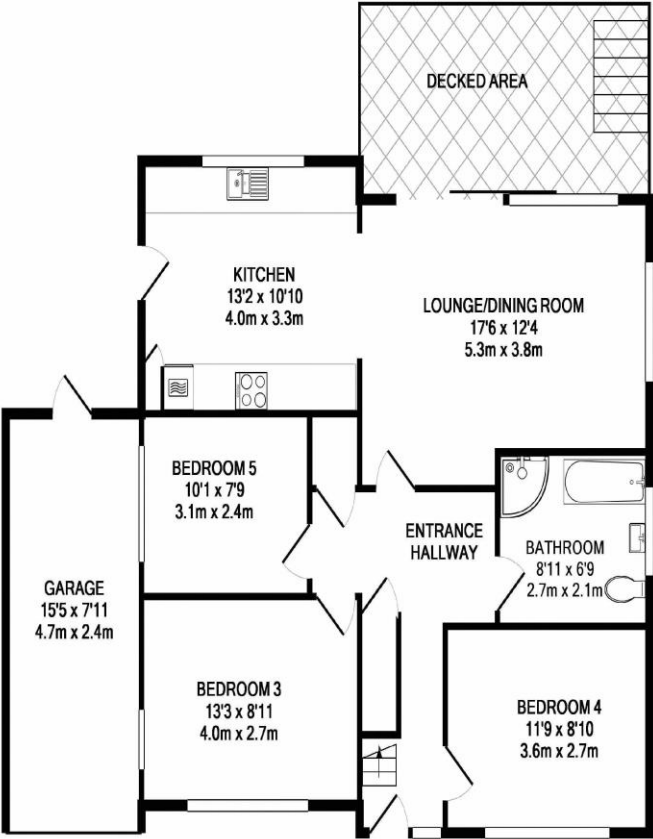 DECKED AREA
KITCHEN
13'2 x 10'10
4.0m x 3.3m
LOUNGE/DINING ROOM
17'6 x 12'4
5.3m x 3.8m
BEDROOM 5
10'1 x 7'9
3.1m x 2.4m
ENTRANCE
HALLWAY
BATHROOM
8'11 x 6'9
2.7m x 2.1m
GARAGE
15'5 x 7'11
4.7m x 2.4m
BEDROOM 3
13'3 x 8'11
4.0m x 2.7m
BEDROOM 4
11'9 x 8'10
3.6m x 2.7m